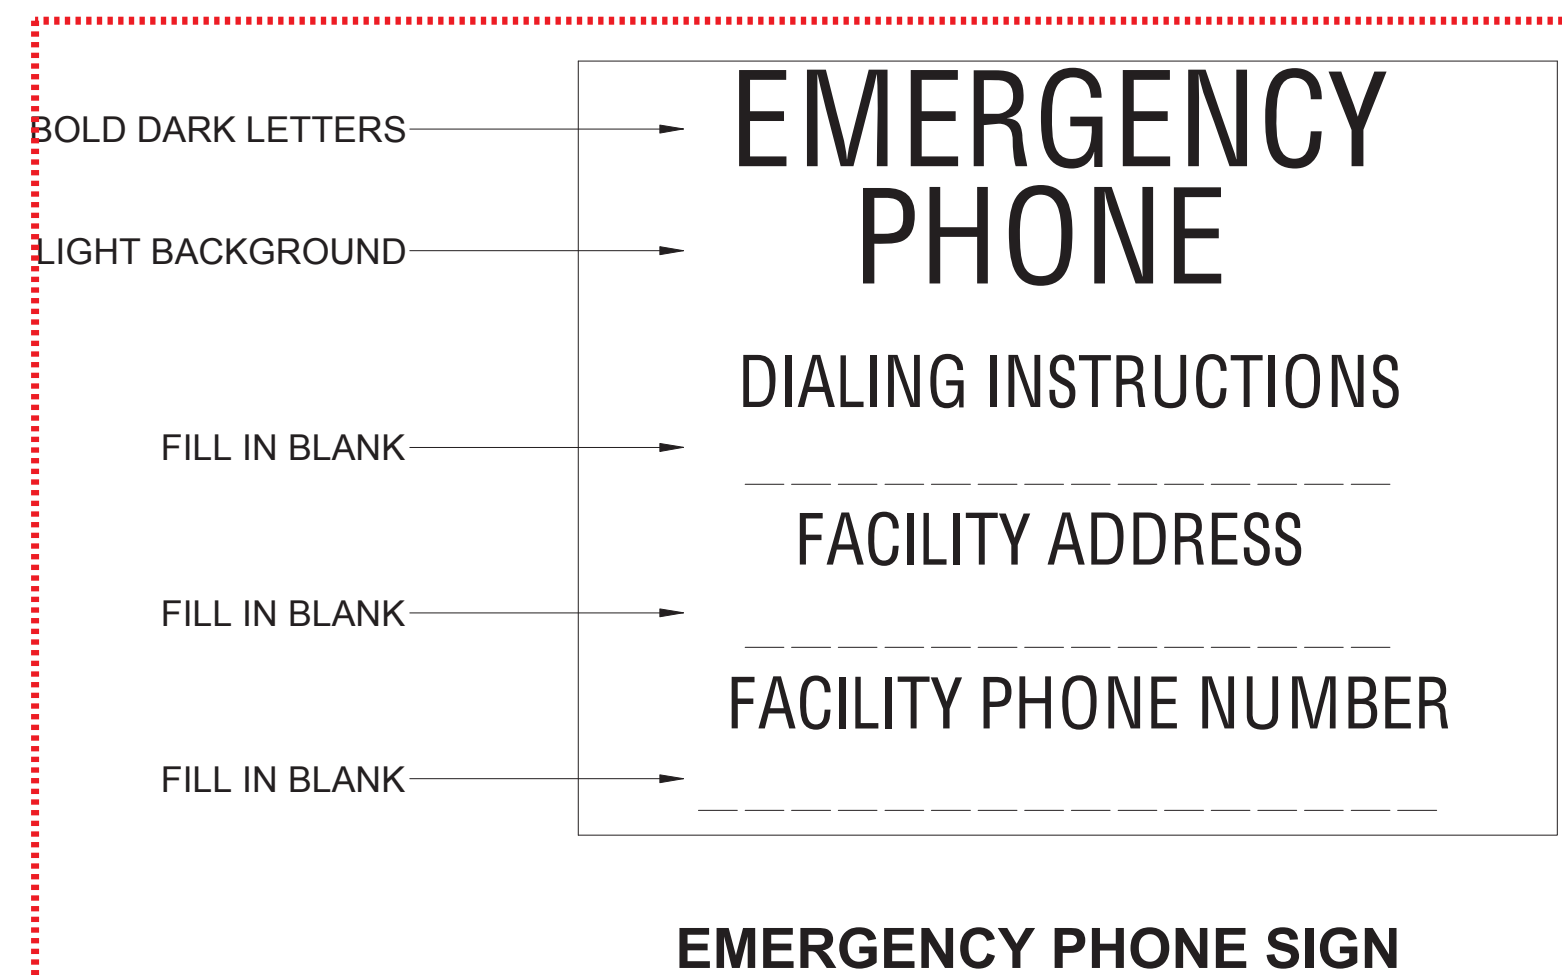 BOLD DARK LETTERS
EMERGENCY
LIGHT BACKGROUND
PHONE
DIALING INSTRUCTIONS
FILL IN BLANK
FACILITY ADDRESS
FILL IN BLANK
FACILITY PHONE NUMBER
FILL IN BLANK
EMERGENCY PHONE SIGN